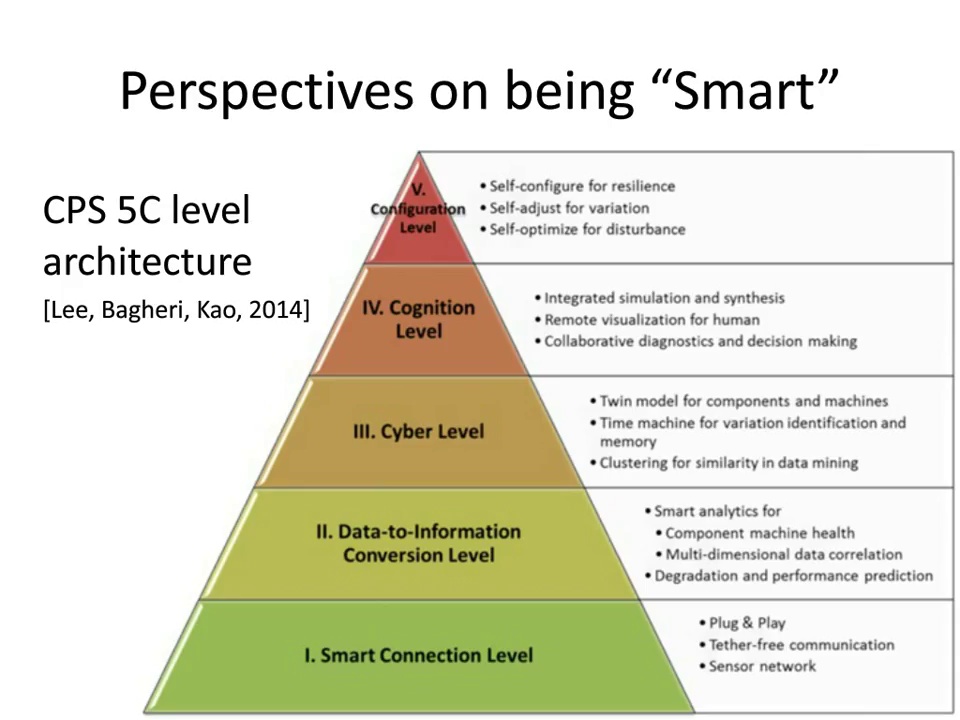 Perspectives on being “Smart”
CPS 5C level
architecture
[Lee, Bagheri, Kao, 2014]
V.
Configuration
Level
• Self-configure for resilience
• Self-adjust for variation
• Self-optimize for disturbance
IV. Cognition
Level
• Integrated simulation and synthesis
• Remote visualization for human
• Collaborative diagnostics and decision making
III. Cyber Level
• Twin model for components and machines
• Time machine for variation identification and
memory
• Clustering for similarity in data mining
II. Data-to-Information
Conversion Level
• Smart analytics for
• Component machine health
• Multi-dimensional data correlation
• Degradation and performance prediction
I. Smart Connection Level
• Plug & Play
• Tether-free communication
• Sensor network